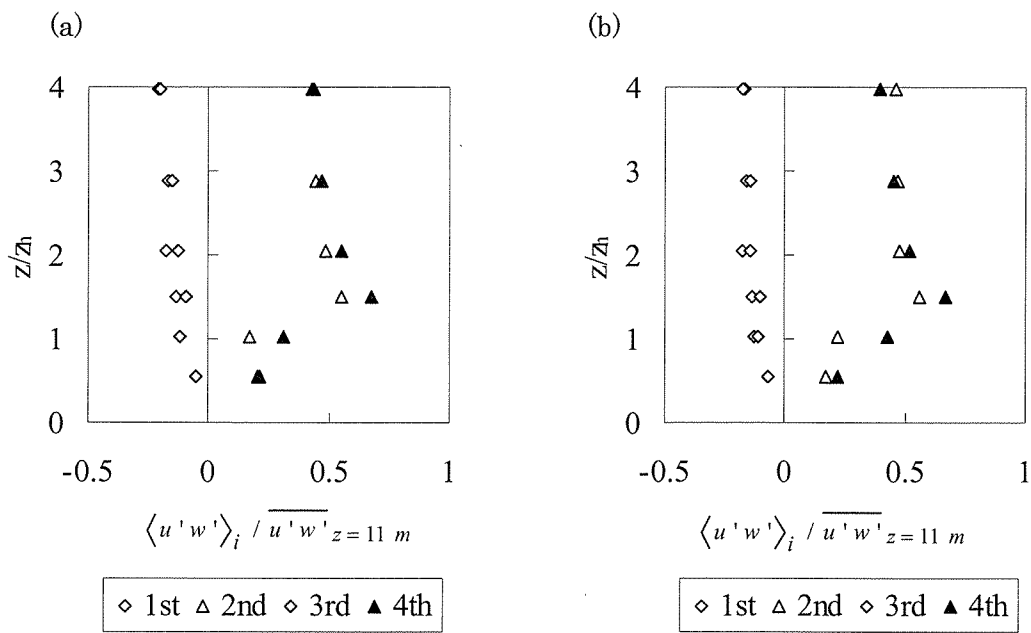 (a)
4
3
2
1
0
z/zh
-0.5 0 0.5 1
⟨u'w'⟩i / u'w' z = 11 m
◇ 1st △ 2nd ◇ 3rd ▲ 4th
(b)
4
3
2
1
0
z/zh
-0.5 0 0.5 1
⟨u'w'⟩i / u'w' z = 11 m
◇ 1st △ 2nd ◇ 3rd ▲ 4th